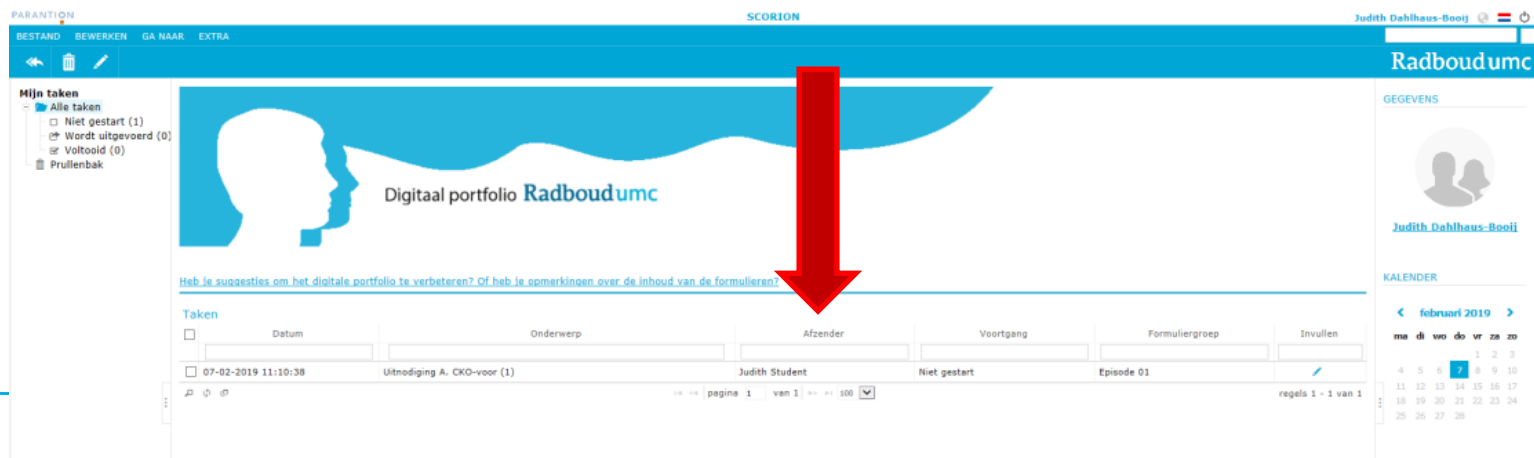 PARANTION
SCORION
Judith Dahlhaus-Booij
BESTAND BEWERKEN GA NAAR EXTRA
Radboudumc
Mijn taken
Alle taken
Niet gestart (1)
Wordt uitgevoerd (0)
Voltooid (0)
Prullenbak
Digitaal portfolio Radboudumc
Heb je suggesties om het digitale portfolio te verbeteren? Of heb je opmerkingen over de inhoud van de formulieren?
Taken
Datum Onderwerp Afzender Voortgang Formuliergroep Invullen
07-02-2019 11:10:38 Uitnodiging A. CKO-voor (1) Judith Student Niet gestart Episode 01
pagina 1 van 1 100 regels 1 - 1 van 1
GEGEVENS
Judith Dahlhaus-Booij
KALENDER
februari 2019
ma di wo do vr za zo
1 2 3
4 5 6 7 8 9 10
11 12 13 14 15 16 17
18 19 20 21 22 23 24
25 26 27 28